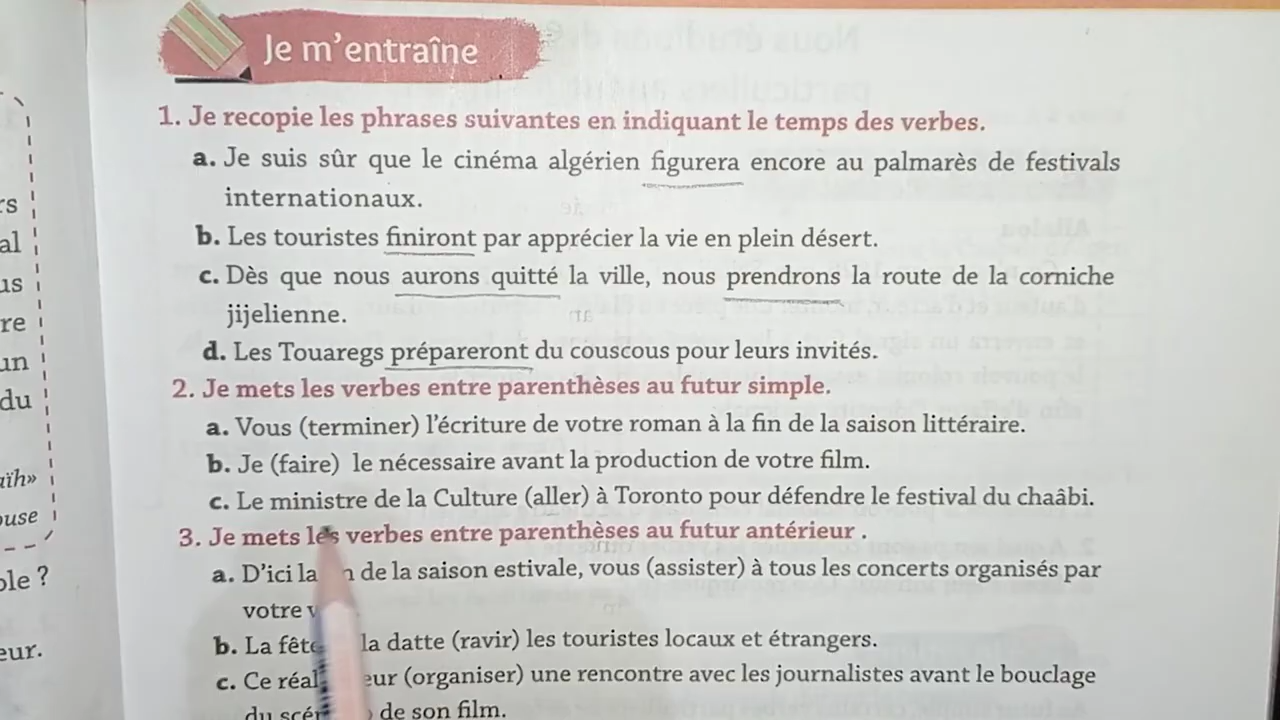 Je m'entraîne
1. Je recopie les phrases suivantes en indiquant le temps des verbes.
a. Je suis sûr que le cinéma algérien figurera encore au palmarès de festivals
internationaux.
rs
b. Les touristes finiront par apprécier la vie en plein désert.
al
c. Dès que nous aurons quitté la ville, nous prendrons la route de la corniche
us
jijelienne.
re
d. Les Touaregs prépareront du couscous pour leurs invités.
un
2. Je mets les verbes entre parenthèses au futur simple.
du
a. Vous (terminer) l'écriture de votre roman à la fin de la saison littéraire.
b. Je (faire) le nécessaire avant la production de votre film.
aïh»
c. Le ministre de la Culture (aller) à Toronto pour défendre le festival du chaâbi.
ouse
3. Je mets les verbes entre parenthèses au futur antérieur .
a. D'ici la de la saison estivale, vous (assister) à tous les concerts organisés par
ole ?
votre
b. La la datte (ravir) les touristes locaux et étrangers.
eur.
c. Ce (organiser) une rencontre avec les journalistes avant le bouclage
de son film.